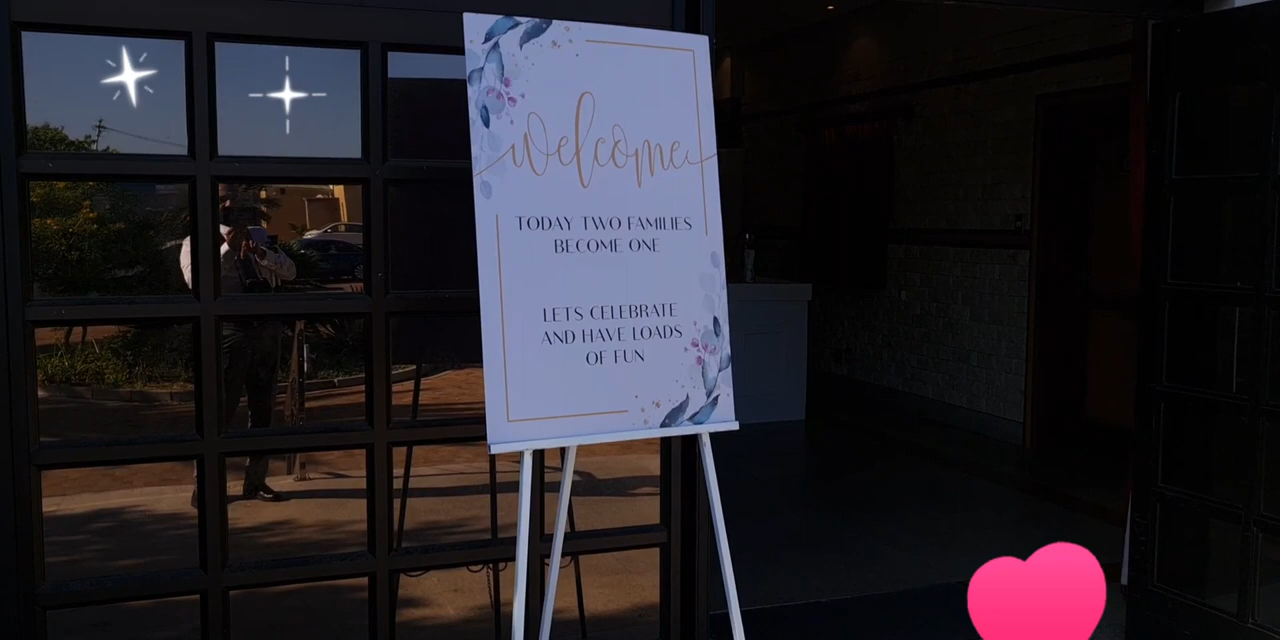 welcome
TODAY TWO FAMILIES
BECOME ONE
LETS CELEBRATE
AND HAVE LOADS
OF FUN